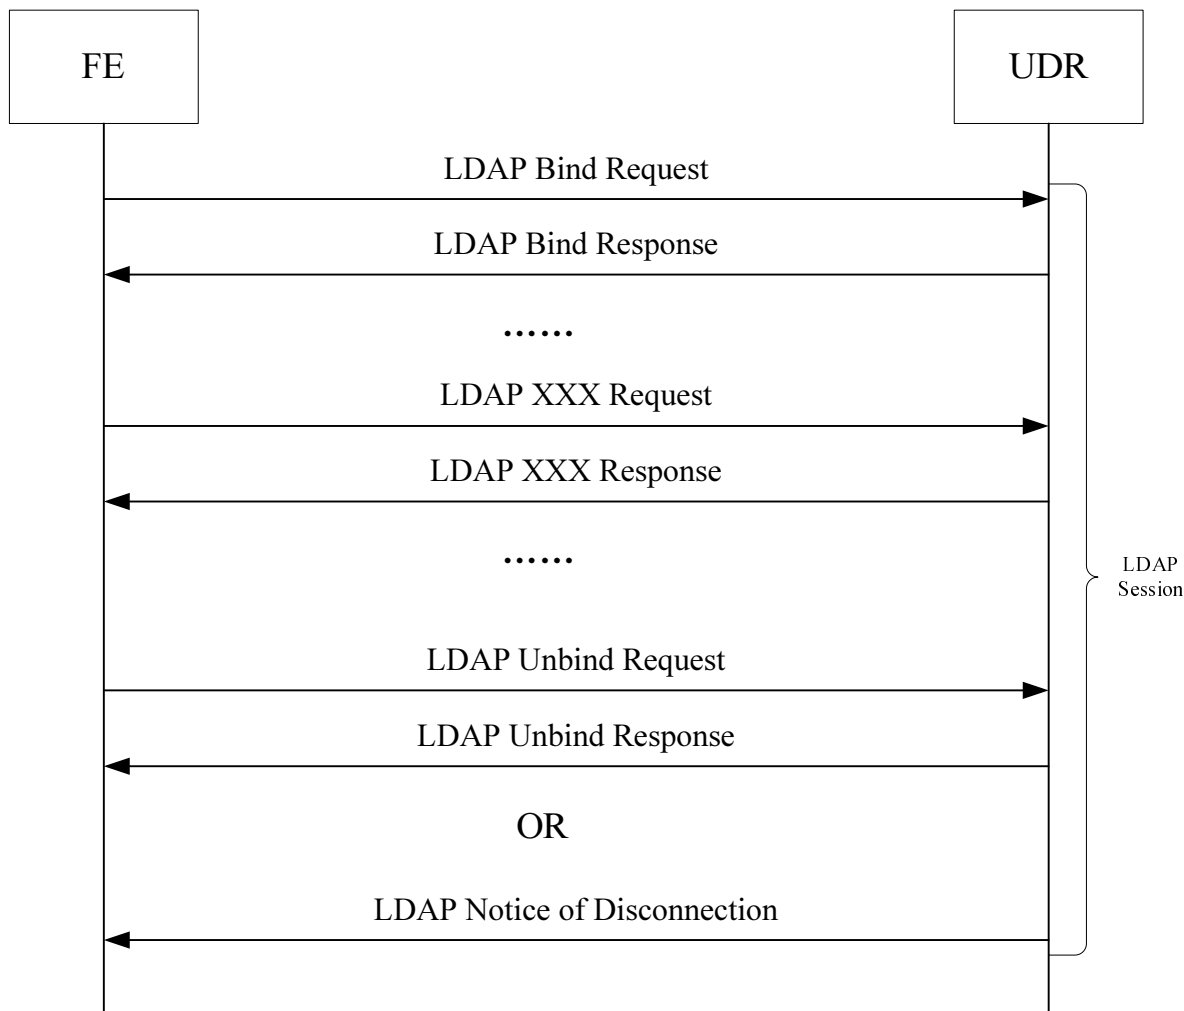 FE
UDR
LDAP Bind Request
LDAP Bind Response
......
LDAP XXX Request
LDAP XXX Response
......
LDAP
Session
LDAP Unbind Request
LDAP Unbind Response
OR
LDAP Notice of Disconnection